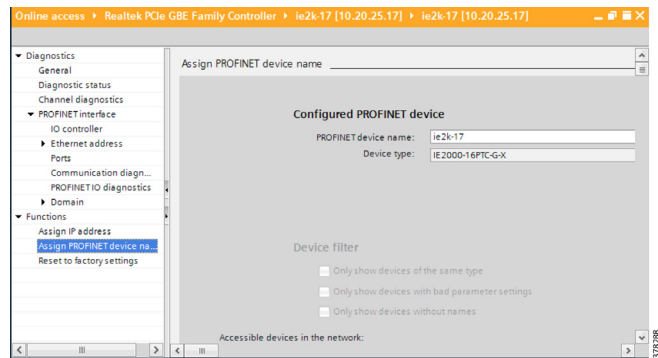 Online access ▸ Realtek PCIe GBE Family Controller ▸ ie2k-17 [10.20.25.17] ▸ ie2k-17 [10.20.25.17]
Diagnostics
General
Diagnostic status
Channel diagnostics
PROFINET interface
IO controller
Ethernet address
Ports
Communication diagn...
PROFINET IO diagnostics
Domain
Functions
Assign IP address
Assign PROFINET device na...
Reset to factory settings
Assign PROFINET device name
Configured PROFINET device
PROFINET device name: ie2k-17
Device type: IE2000-16PTC-G-X
Device filter
Only show devices of the same type
Only show devices with bad parameter settings
Only show devices without names
Accessible devices in the network:
378288